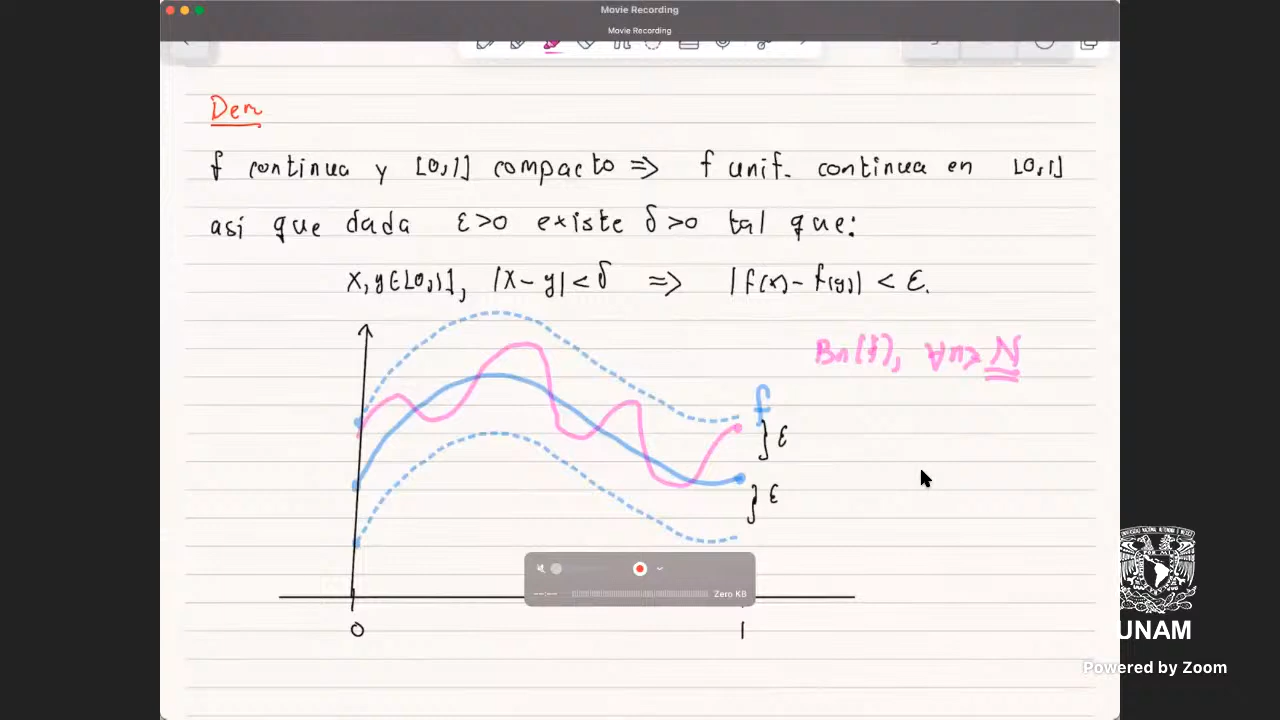 Movie Recording
Movie Recording
Dem
f continua y [0,1] compacto ⇒ f unif. continua en [0,1]
asi que dada ε>0 existe δ>0 tal que:
x,y∈[0,1], |x-y|<δ ⇒ |f(x)-f(y)| < ε.
Bn(f), ∀n≥N
f
} ε
} ε
--:--
Zero KB
0
1
UNAM
Powered by Zoom